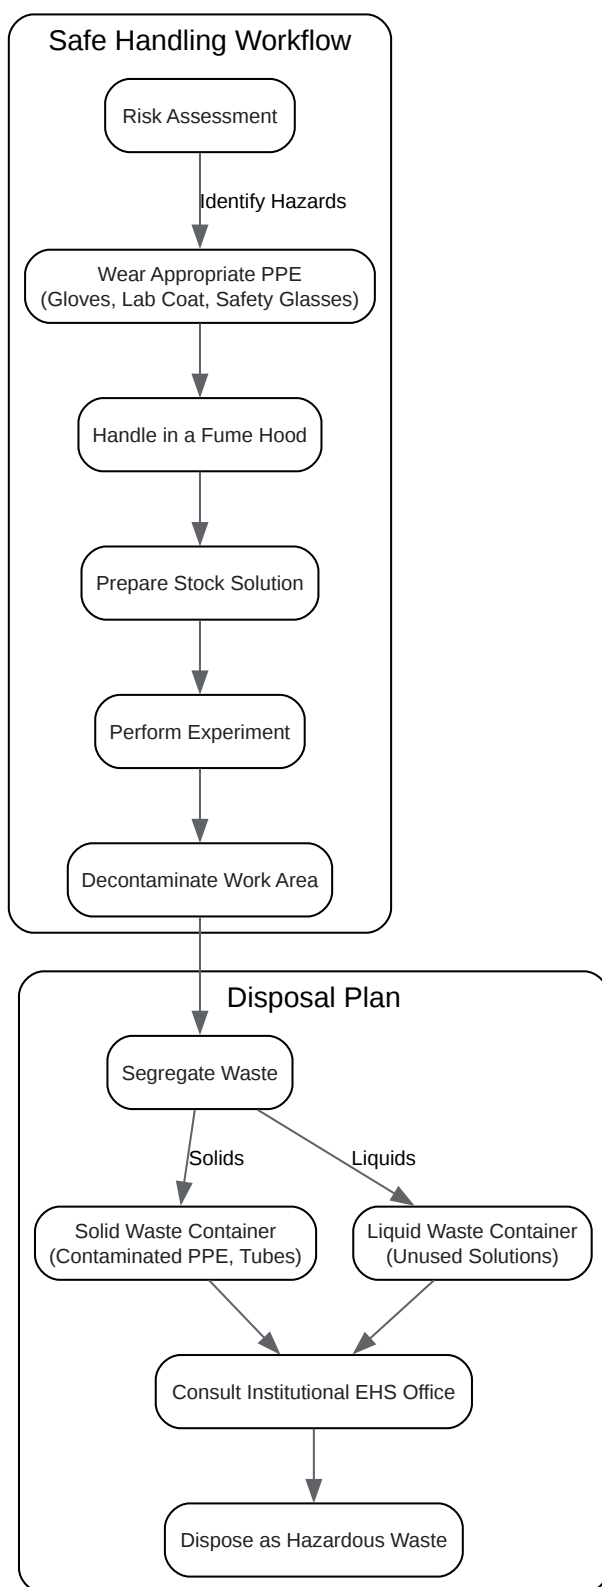 Safe Handling Workflow
Risk Assessment
Identify Hazards
Wear Appropriate PPE
(Gloves, Lab Coat, Safety Glasses)
Handle in a Fume Hood
Prepare Stock Solution
Perform Experiment
Decontaminate Work Area
Disposal Plan
Segregate Waste
Solids
Liquids
Solid Waste Container
(Contaminated PPE, Tubes)
Liquid Waste Container
(Unused Solutions)
Consult Institutional EHS Office
Dispose as Hazardous Waste